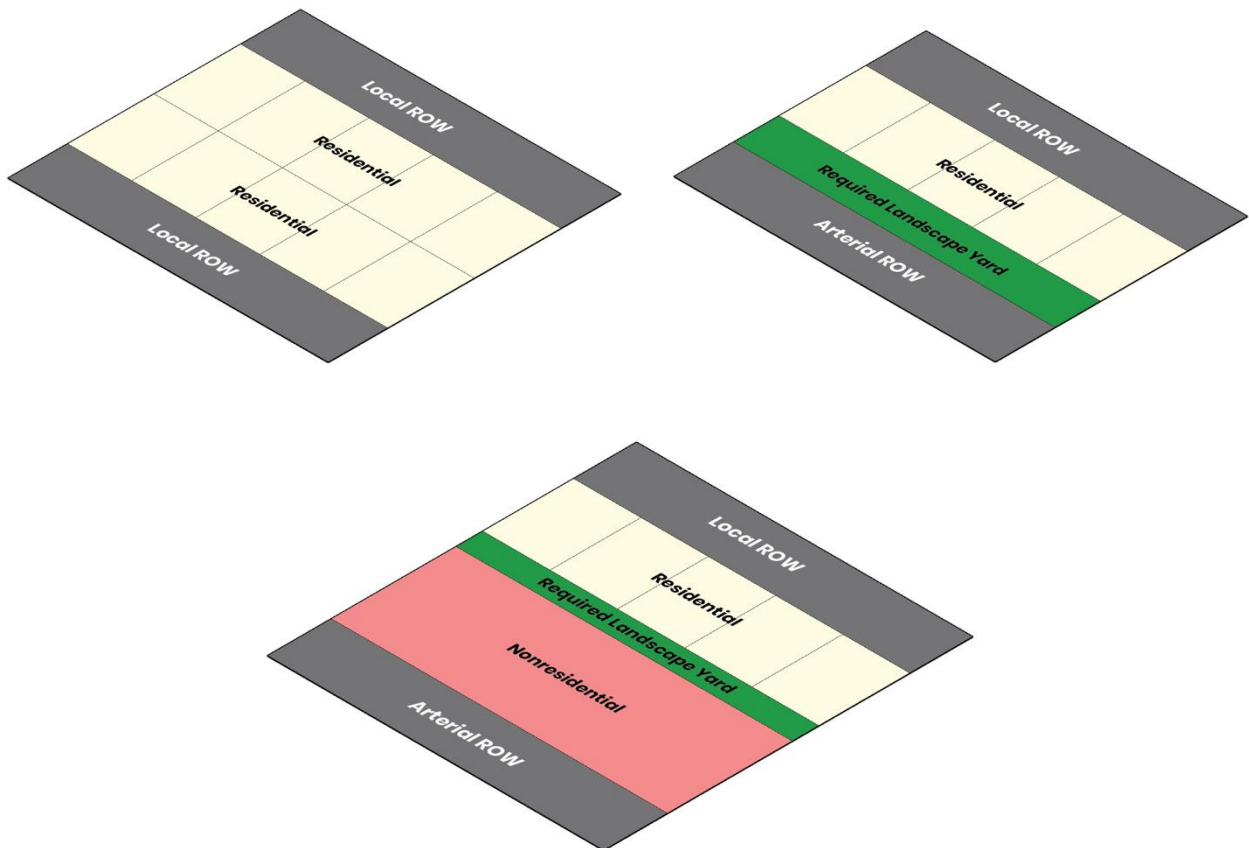 Local ROW
Residential
Residential
Local ROW
Local ROW
Residential
Required Landscape Yard
Arterial ROW
Local ROW
Residential
Required Landscape Yard
Nonresidential
Arterial ROW